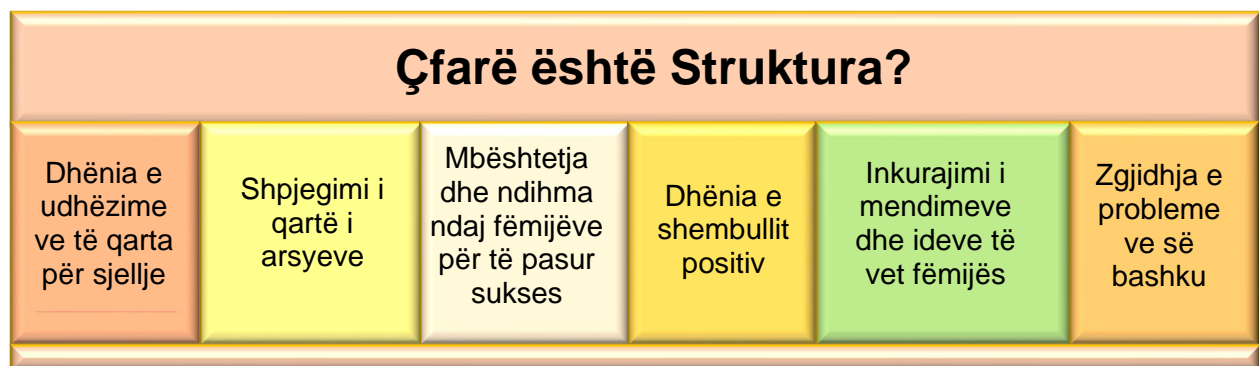 Çfarë është Struktura?
Dhënia e
udhëzime
ve të qarta
për sjellje
Shpjegimi i
qartë i
arsyeve
Mbështetja
dhe ndihma
ndaj fëmijëve
për të pasur
sukses
Dhënia e
shembullit
positiv
Inkurajimi i
mendimeve
dhe ideve të
vet fëmijës
Zgjidhja e
probleme
ve së
bashku